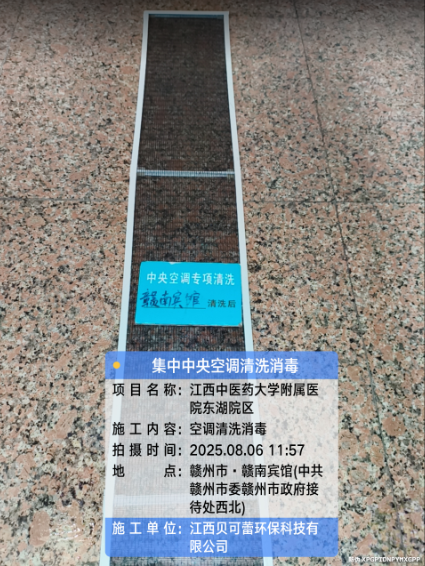 中央空调专项清洗
赣南宾馆 清洗后
集中中央空调清洗消毒
项目名称：江西中医药大学附属医
院东湖院区
施工内容：空调清洗消毒
拍摄时间：2025.08.06 11:57
地点：赣州市·赣南宾馆(中共
赣州市委赣州市政府接
待处西北)
施工单位：江西贝可蕾环保科技有
限公司